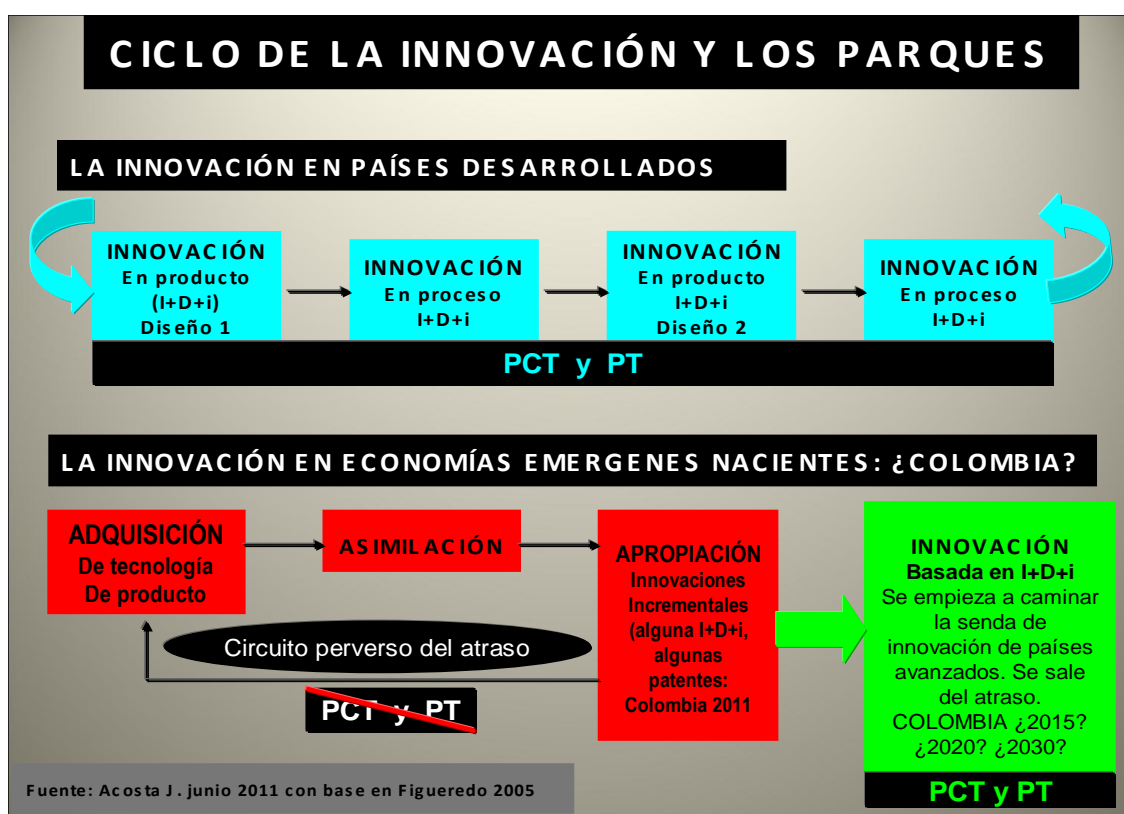 CICLO DE LA INNOVACIÓN Y LOS PARQUES
LA INNOVACIÓN EN PAÍSES DESARROLLADOS
INNOVACIÓN
En producto
(I+D+i)
Diseño 1
INNOVACIÓN
En proceso
I+D+i
INNOVACIÓN
En producto
I+D+i
Diseño 2
INNOVACIÓN
En proceso
I+D+i
PCT y PT
LA INNOVACIÓN EN ECONOMÍAS EMERGENES NACIENTES: ¿COLOMBIA?
ADQUISICIÓN
De tecnología
De producto
ASIMILACIÓN
APROPIACIÓN
Innovaciones
Incrementales
(alguna I+D+i,
algunas
patentes:
Colombia 2011
Circuito perverso del atraso
PCT y PT
INNOVACIÓN
Basada en I+D+i
Se empieza a caminar
la senda de
innovación de países
avanzados. Se sale
del atraso.
COLOMBIA ¿2015?
¿2020? ¿2030?
PCT y PT
Fuente: Acosta J. junio 2011 con base en Figueredo 2005